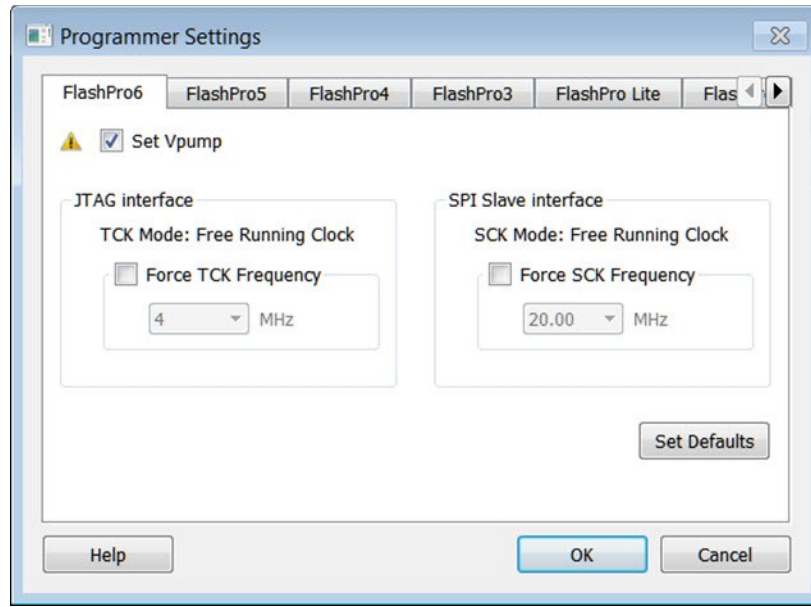 Programmer Settings
FlashPro6 FlashPro5 FlashPro4 FlashPro3 FlashPro Lite Flas
Set Vpump
JTAG interface SPI Slave interface
TCK Mode: Free Running Clock SCK Mode: Free Running Clock
Force TCK Frequency Force SCK Frequency
4 MHz 20.00 MHz
Set Defaults
Help OK Cancel